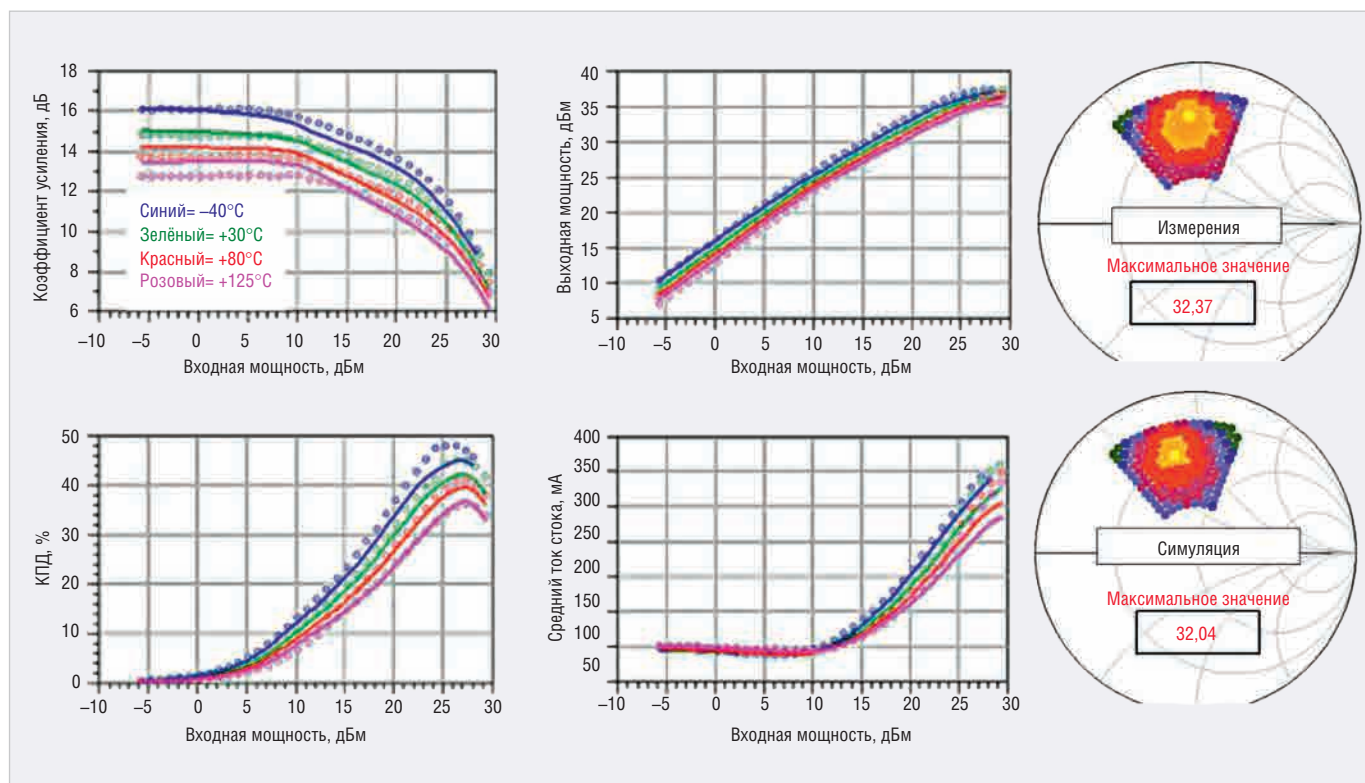 18
16
14
12
10
8
6
Коэффициент усиления, дБ
Синий= –40°C
Зелёный= +30°C
Красный= +80°C
Розовый= +125°C
–10 –5 0 5 10 15 20 25 30
Входная мощность, дБм
40
35
30
25
20
15
10
5
Выходная мощность, дБм
–10 –5 0 5 10 15 20 25 30
Входная мощность, дБм
Измерения
Максимальное значение
32,37
50
40
30
20
10
0
КПД, %
–10 –5 0 5 10 15 20 25 30
Входная мощность, дБм
400
350
300
250
200
150
100
50
Средний ток стока, мА
–10 –5 0 5 10 15 20 25 30
Входная мощность, дБм
Симуляция
Максимальное значение
32,04